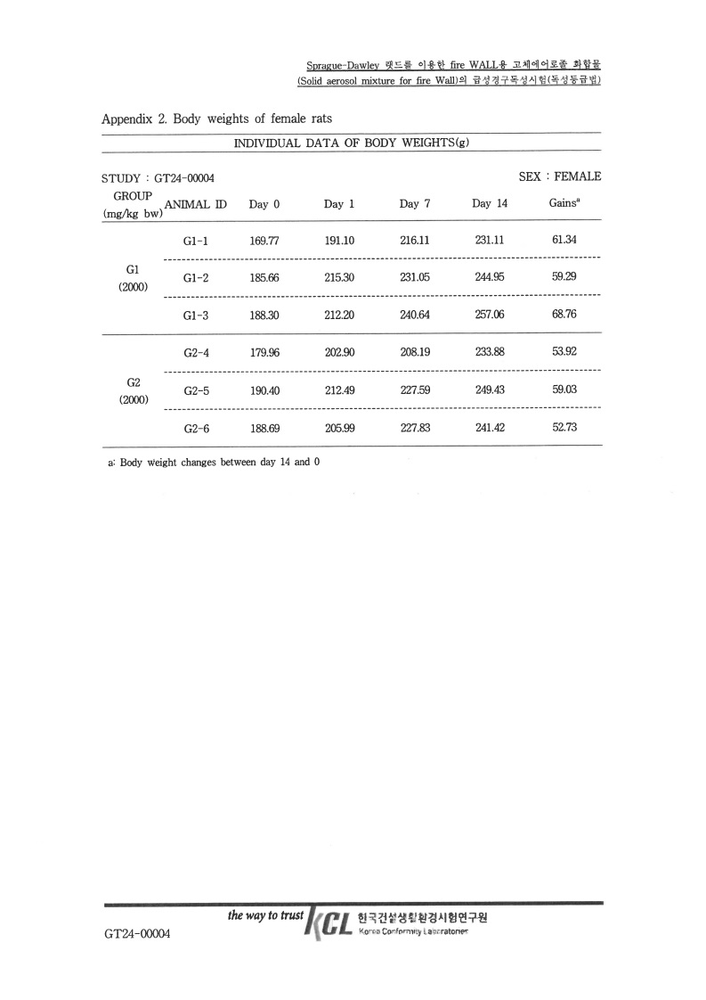 Sprague-Dawley 랫드를 이용한 fire WALL용 고체에어로졸 화합물
(Solid aerosol mixture for fire Wall)의 급성경구독성시험(독성등급법)
Appendix 2. Body weights of female rats
INDIVIDUAL DATA OF BODY WEIGHTS(g)
STUDY : GT24-00004 SEX : FEMALE
GROUP (mg/kg bw) ANIMAL ID Day 0 Day 1 Day 7 Day 14 Gainsª
G1-1 169.77 191.10 216.11 231.11 61.34
G1 (2000) G1-2 185.66 215.30 231.05 244.95 59.29
G1-3 188.30 212.20 240.64 257.06 68.76
G2-4 179.96 202.90 208.19 233.88 53.92
G2 (2000) G2-5 190.40 212.49 227.59 249.43 59.03
G2-6 188.69 205.99 227.83 241.42 52.73
a: Body weight changes between day 14 and 0
the way to trust KCL 한국건설생활환경시험연구원
Korea Conformity Laboratories
GT24-00004